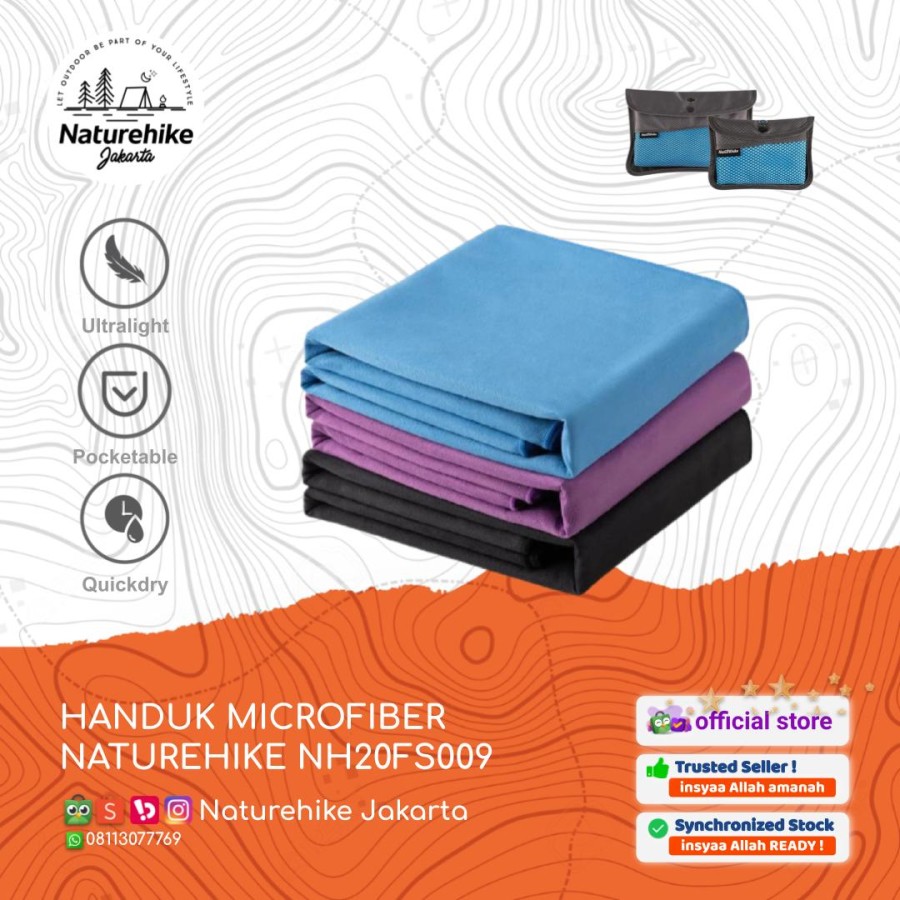 LET OUTDOOR BE PART OF YOUR LIFESTYLE
Naturehike
Jakarta
Ultralight
Pocketable
Quickdry
HANDUK MICROFIBER
NATUREHIKE NH20FS009
Naturehike Jakarta
08113077769
official store
Trusted Seller !
insyaa Allah amanah
Synchronized Stock
insyaa Allah READY !